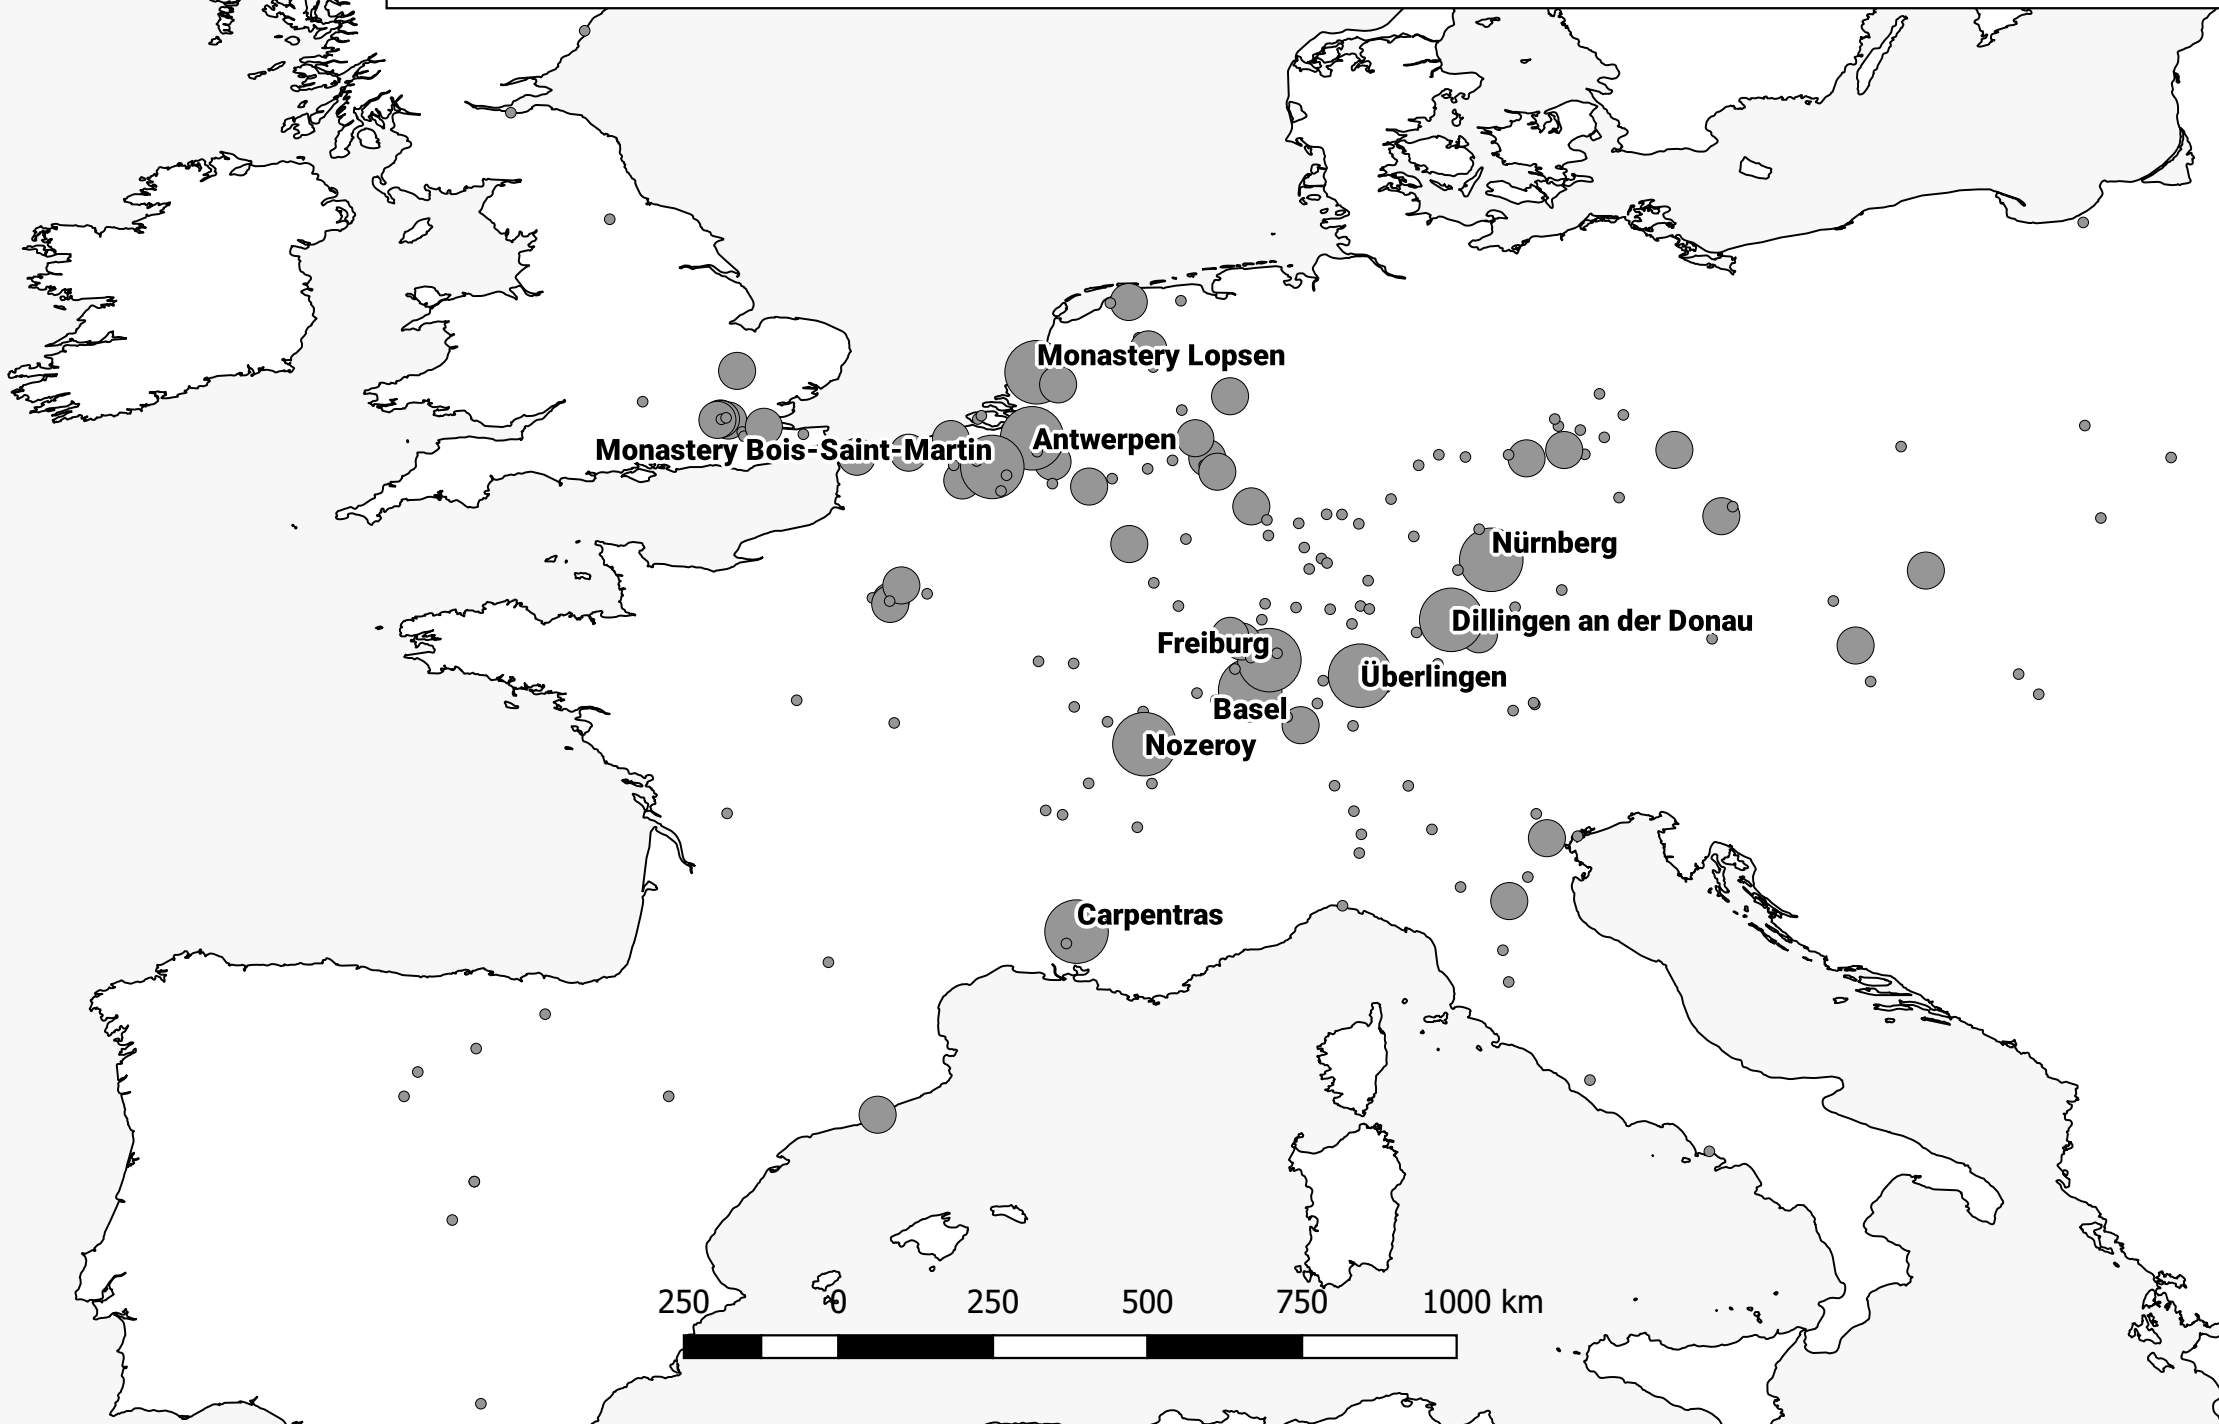 Monastery Lopsen
Antwerpen
Monastery Bois-Saint-Martin
Nürnberg
Dillingen an der Donau
Freiburg
Überlingen
Basel
Nozeroy
Carpentras
250 0 250 500 750 1000 km